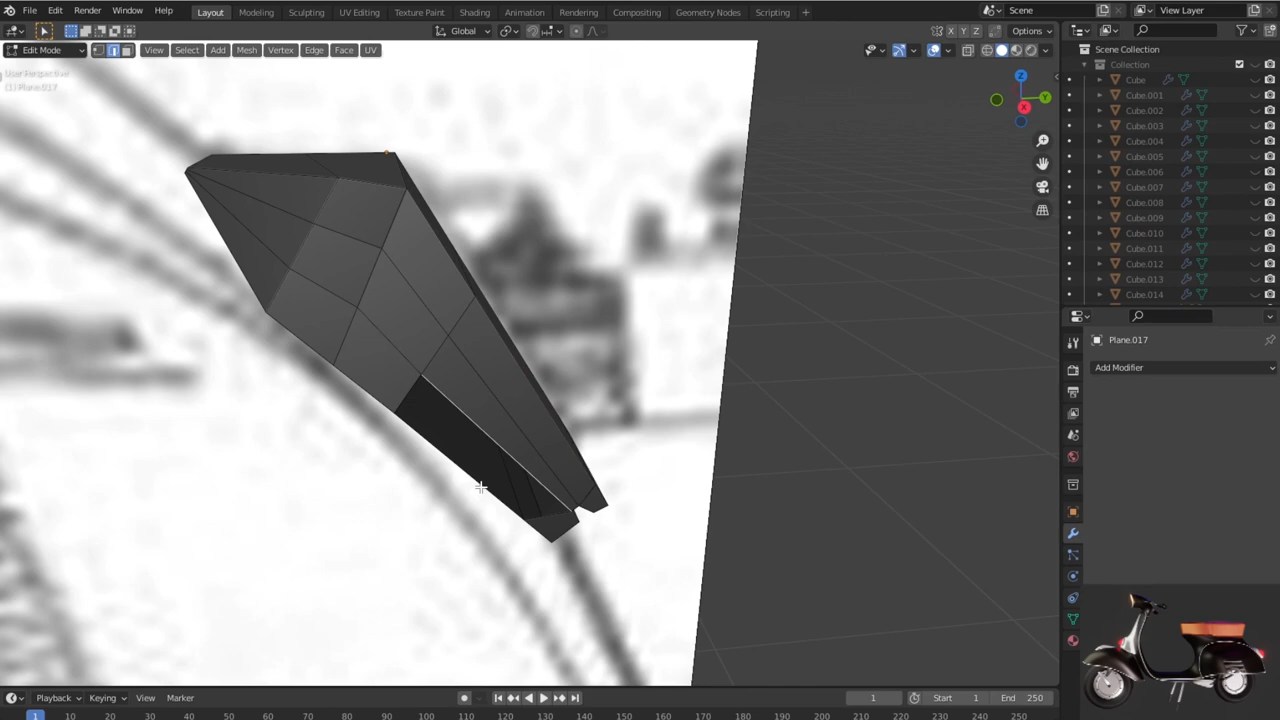 File Edit Render Window Help Layout Modeling Sculpting UV Editing Texture Paint Shading Animation Rendering Compositing Geometry Nodes Scripting + Scene View Layer
Global X Y Z Options
Edit Mode View Select Add Mesh Vertex Edge Face UV
User Perspective
(1) Plane.017
Z
Y
X
Scene Collection
Collection
Cube
Cube.001
Cube.002
Cube.003
Cube.004
Cube.005
Cube.006
Cube.007
Cube.008
Cube.009
Cube.010
Cube.011
Cube.012
Cube.013
Cube.014
Plane.017
Add Modifier
Playback Keying View Marker 1 Start 1 End 250
1 10 20 30 40 50 60 70 80 90 100 110 120 130 140 150 160 170 180 190 200 210 220 230 240 250